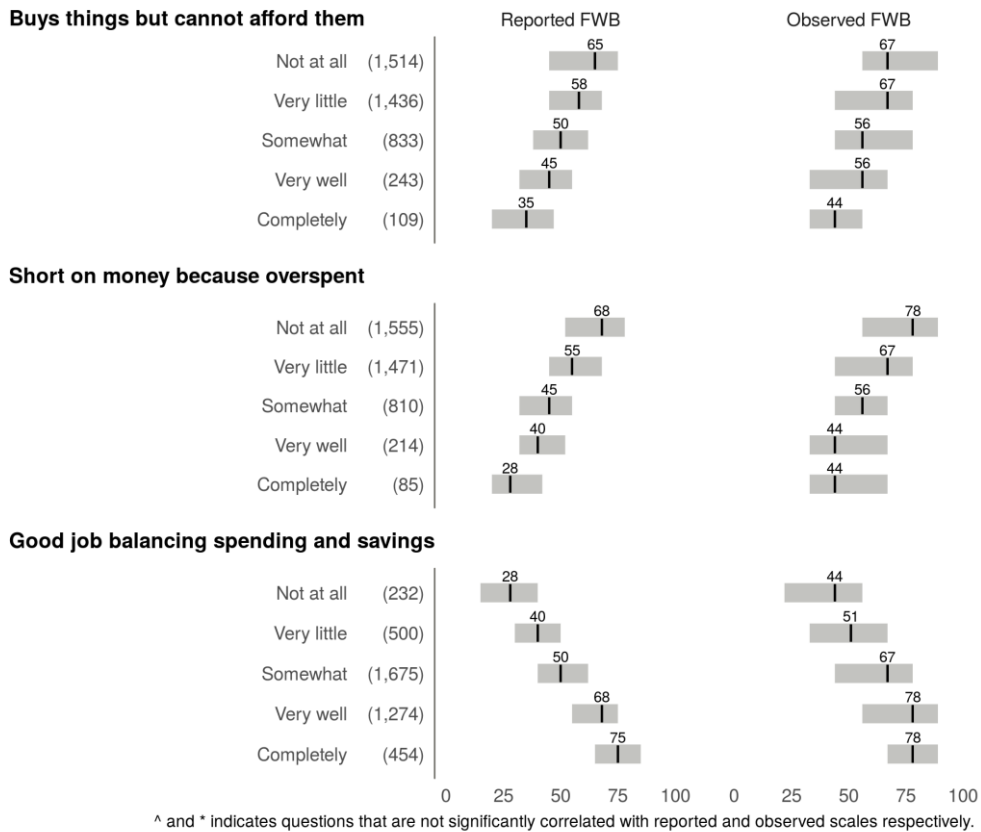 Buys things but cannot afford them
Reported FWB
Observed FWB
Not at all (1,514) 65 67
Very little (1,436) 58 67
Somewhat (833) 50 56
Very well (243) 45 56
Completely (109) 35 44
Short on money because overspent
Not at all (1,555) 68 78
Very little (1,471) 55 67
Somewhat (810) 45 56
Very well (214) 40 44
Completely (85) 28 44
Good job balancing spending and savings
Not at all (232) 28 44
Very little (500) 40 51
Somewhat (1,675) 50 67
Very well (1,274) 68 78
Completely (454) 75 78
0 25 50 75 100 0 25 50 75 100
^ and * indicates questions that are not significantly correlated with reported and observed scales respectively.